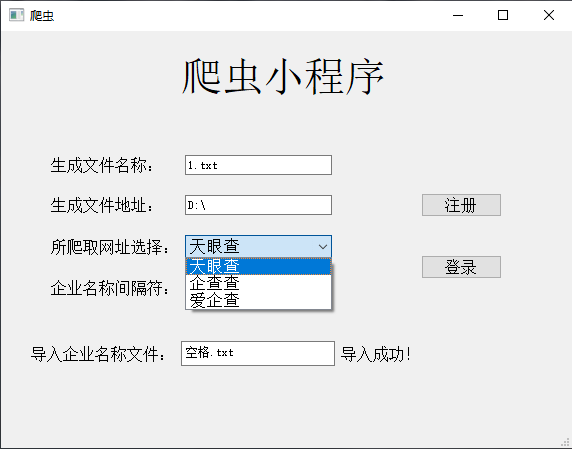 爬虫
爬虫小程序
生成文件名称： 1.txt
生成文件地址： D:\
注册
所爬取网址选择： 天眼查
天眼查
企查查
爱企查
登录
企业名称间隔符：
导入企业名称文件： 空格.txt 导入成功！